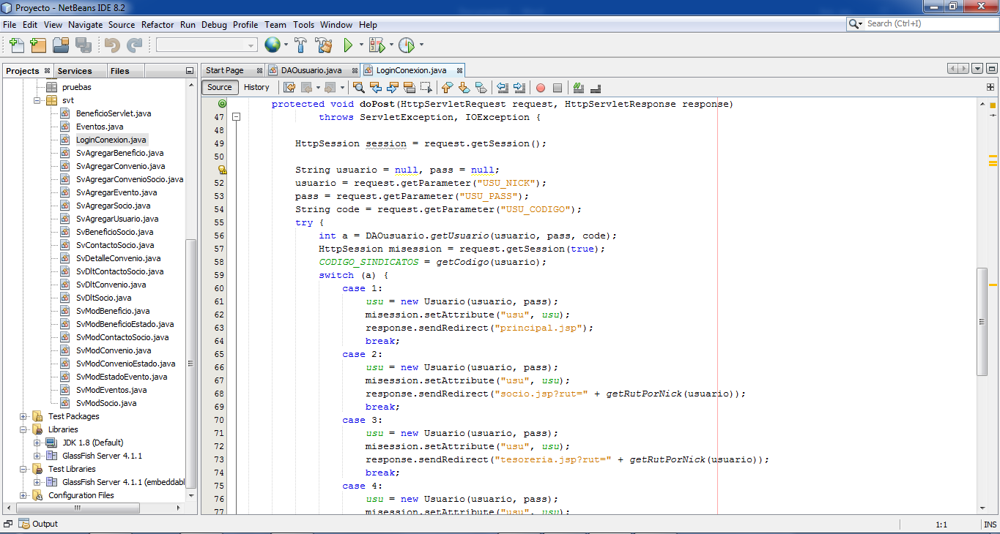 Proyecto - NetBeans IDE 8.2
File Edit View Navigate Source Refactor Run Debug Profile Team Tools Window Help
Search (Ctrl+I)
Projects Services Files
pruebas
svt
BeneficioServlet.java
Eventos.java
LoginConexion.java
SvAgregarBeneficio.java
SvAgregarConvenio.java
SvAgregarConvenioSocio.java
SvAgregarEvento.java
SvAgregarSocio.java
SvAgregarUsuario.java
SvBeneficioSocio.java
SvContactoSocio.java
SvDetalleConvenio.java
SvDltContactoSocio.java
SvDltConvenio.java
SvDltSocio.java
SvModBeneficio.java
SvModBeneficioEstado.java
SvModContactoSocio.java
SvModConvenio.java
SvModConvenioEstado.java
SvModEstadoEvento.java
SvModEventos.java
SvModSocio.java
Test Packages
Libraries
JDK 1.8 (Default)
GlassFish Server 4.1.1
Test Libraries
GlassFish Server 4.1.1 (embeddabl
Configuration Files
Start Page DAOusuario.java LoginConexion.java
Source History
protected void doPost(HttpServletRequest request, HttpServletResponse response)
47 throws ServletException, IOException {
48
49 HttpSession session = request.getSession();
50
String usuario = null, pass = null;
52 usuario = request.getParameter("USU_NICK");
53 pass = request.getParameter("USU_PASS");
54 String code = request.getParameter("USU_CODIGO");
55 try {
56 int a = DAOusuario.getUsuario(usuario, pass, code);
57 HttpSession misession = request.getSession(true);
58 CODIGO_SINDICATOS = getCodigo(usuario);
59 switch (a) {
60 case 1:
61 usu = new Usuario(usuario, pass);
62 misession.setAttribute("usu", usu);
63 response.sendRedirect("principal.jsp");
64 break;
65 case 2:
66 usu = new Usuario(usuario, pass);
67 misession.setAttribute("usu", usu);
68 response.sendRedirect("socio.jsp?rut=" + getRutPorNick(usuario));
69 break;
70 case 3:
71 usu = new Usuario(usuario, pass);
72 misession.setAttribute("usu", usu);
73 response.sendRedirect("tesoreria.jsp?rut=" + getRutPorNick(usuario));
74 break;
75 case 4:
76 usu = new Usuario(usuario, pass);
77 misession.setAttribute("usu", usu);
Output
1:1 INS